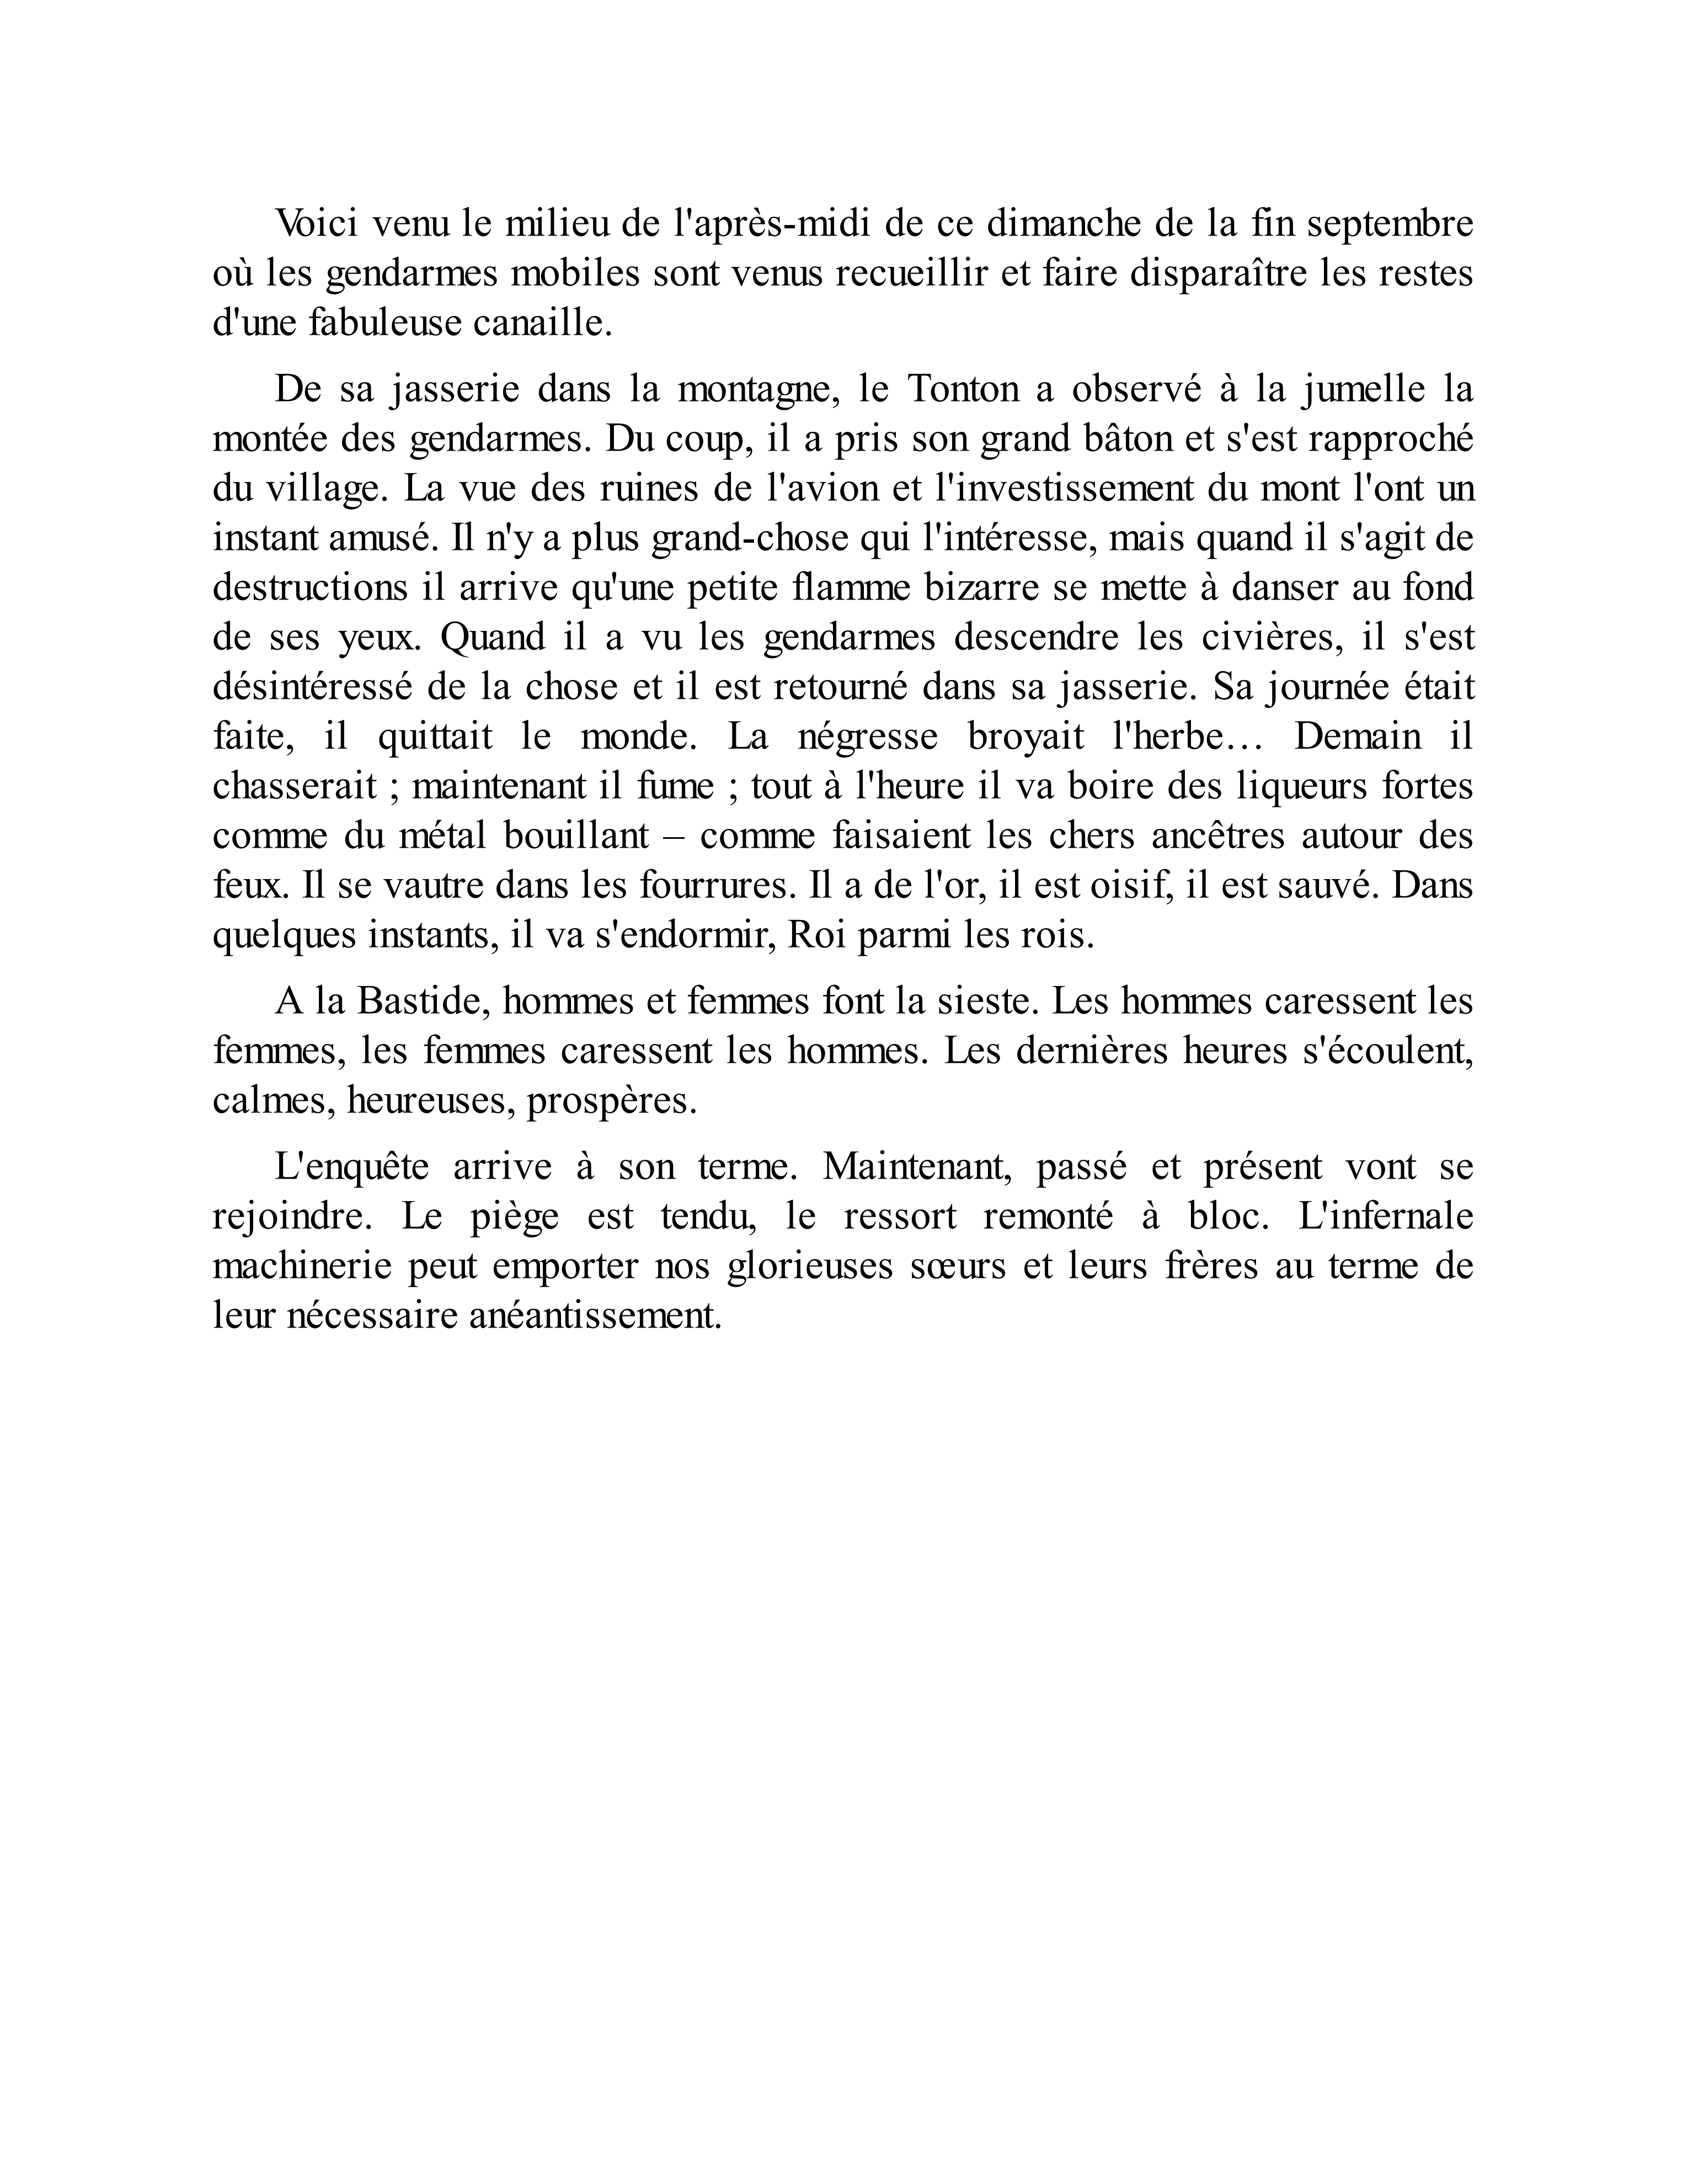 Voici venu le milieu de l'après-midi de ce dimanche de la fin septembre
où les gendarmes mobiles sont venus recueillir et faire disparaître les restes
d'une fabuleuse canaille.
De sa jasserie dans la montagne, le Tonton a observé à la jumelle la
montée des gendarmes. Du coup, il a pris son grand bâton et s'est rapproché
du village. La vue des ruines de l'avion et l'investissement du mont l'ont un
instant amusé. Il n'y a plus grand-chose qui l'intéresse, mais quand il s'agit de
destructions il arrive qu'une petite flamme bizarre se mette à danser au fond
de ses yeux. Quand il a vu les gendarmes descendre les civières, il s'est
désintéressé de la chose et il est retourné dans sa jasserie. Sa journée était
faite, il quittait le monde. La négresse broyait l'herbe… Demain il
chasserait ; maintenant il fume ; tout à l'heure il va boire des liqueurs fortes
comme du métal bouillant – comme faisaient les chers ancêtres autour des
feux. Il se vautre dans les fourrures. Il a de l'or, il est oisif, il est sauvé. Dans
quelques instants, il va s'endormir, Roi parmi les rois.
A la Bastide, hommes et femmes font la sieste. Les hommes caressent les
femmes, les femmes caressent les hommes. Les dernières heures s'écoulent,
calmes, heureuses, prospères.
L'enquête arrive à son terme. Maintenant, passé et présent vont se
rejoindre. Le piège est tendu, le ressort remonté à bloc. L'infernale
machinerie peut emporter nos glorieuses sœurs et leurs frères au terme de
leur nécessaire anéantissement.